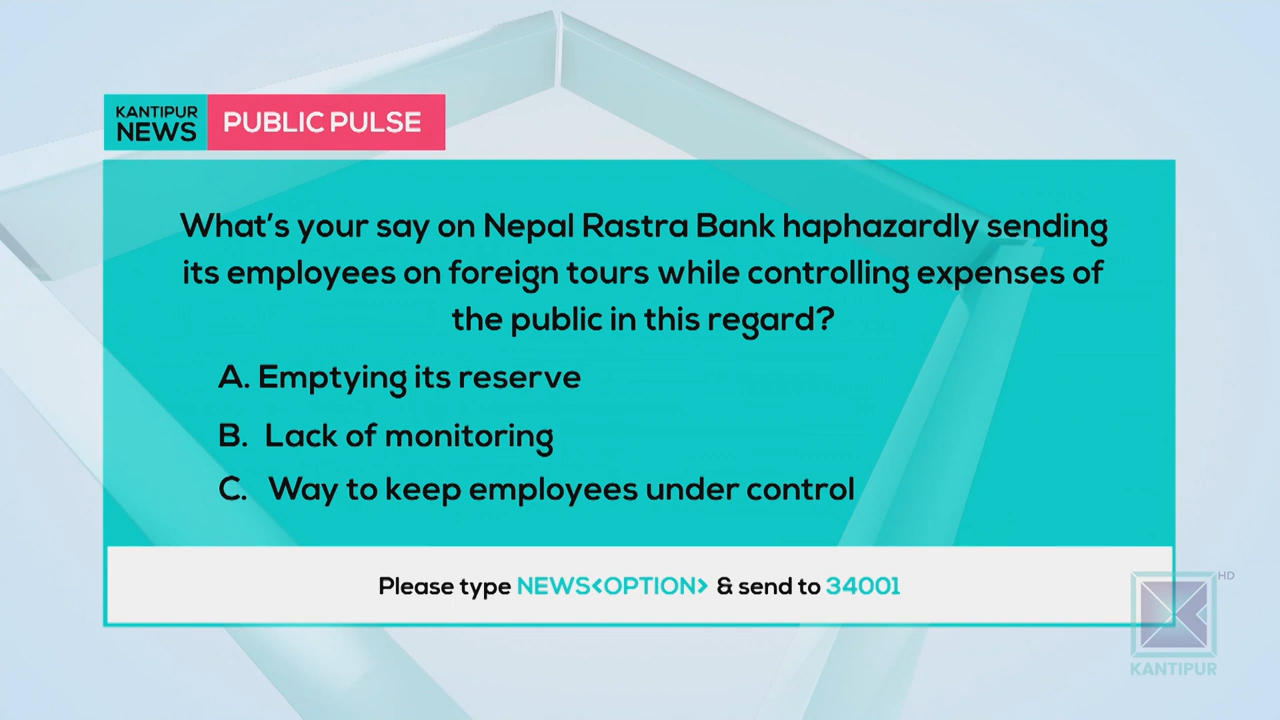 KANTIPUR
NEWS
PUBLIC PULSE
What's your say on Nepal Rastra Bank haphazardly sending
its employees on foreign tours while controlling expenses of
the public in this regard?
A. Emptying its reserve
B. Lack of monitoring
C. Way to keep employees under control
Please type NEWS<OPTION> & send to 34001
HD
KANTIPUR